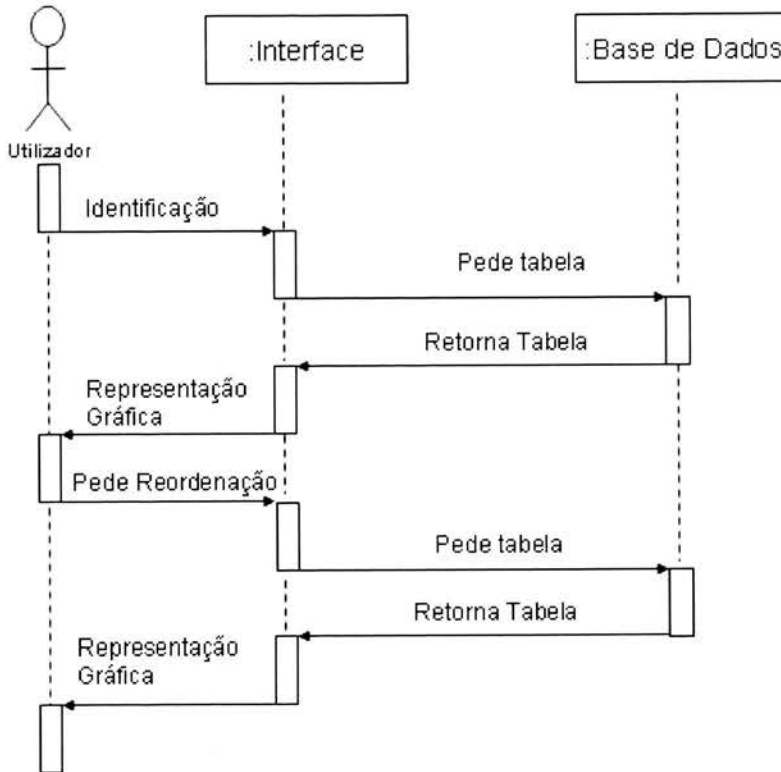 :Interface
:Base de Dados
Utilizador
Identificação
Pede tabela
Retorna Tabela
Representação
Gráfica
Pede Reordenação
Pede tabela
Retorna Tabela
Representação
Gráfica